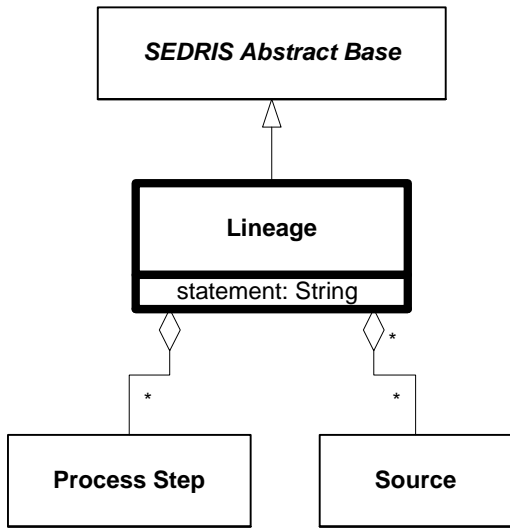 SEDRIS Abstract Base
Lineage
statement: String
*
*
*
Process Step
Source